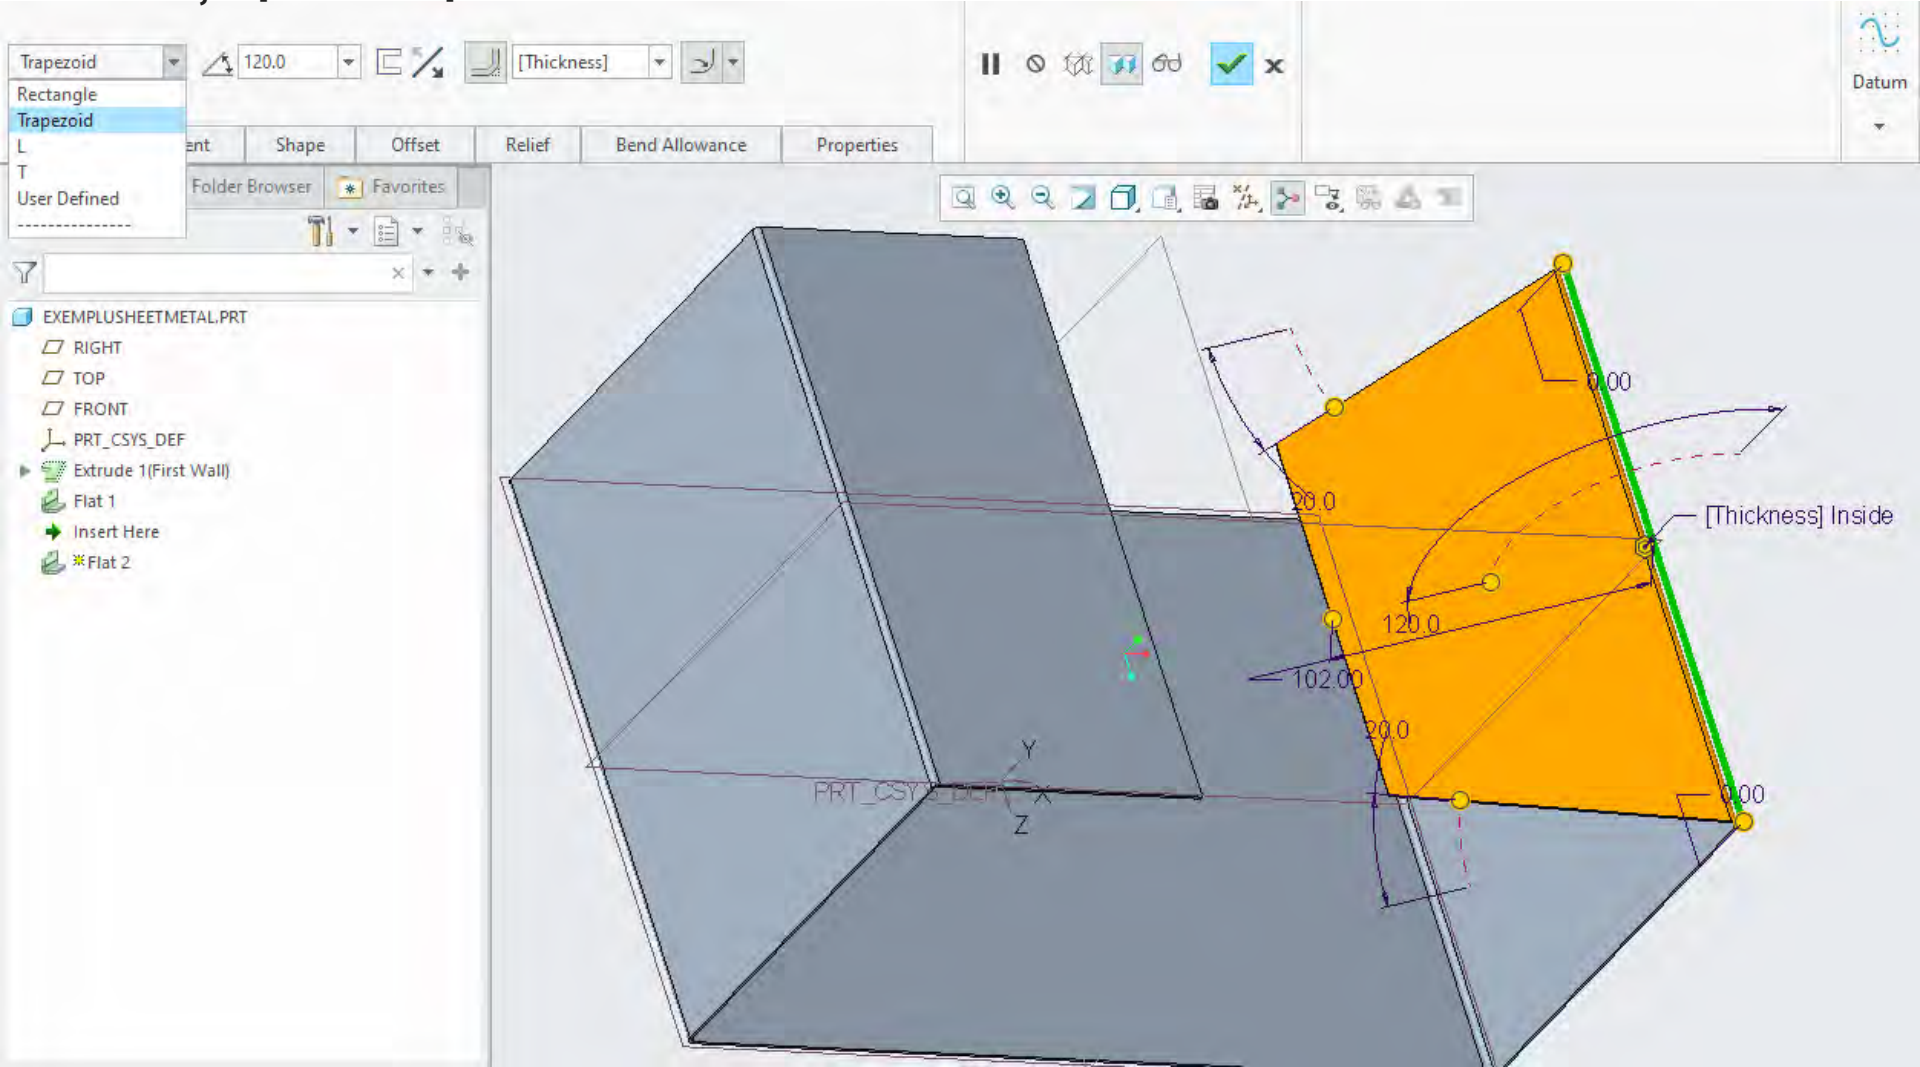 Trapezoid
120.0
[Thickness]
Datum
Rectangle
Trapezoid
L
T
User Defined
---------------
ent
Shape
Offset
Relief
Bend Allowance
Properties
Folder Browser
Favorites
EXEMPLUSHEETMETAL.PRT
RIGHT
TOP
FRONT
PRT_CSYS_DEF
Extrude 1(First Wall)
Flat 1
Insert Here
Flat 2
0.00
20.0
[Thickness] Inside
120.0
102.00
20.0
Y
PRT_CSYS_DEF
X
0.00
Z